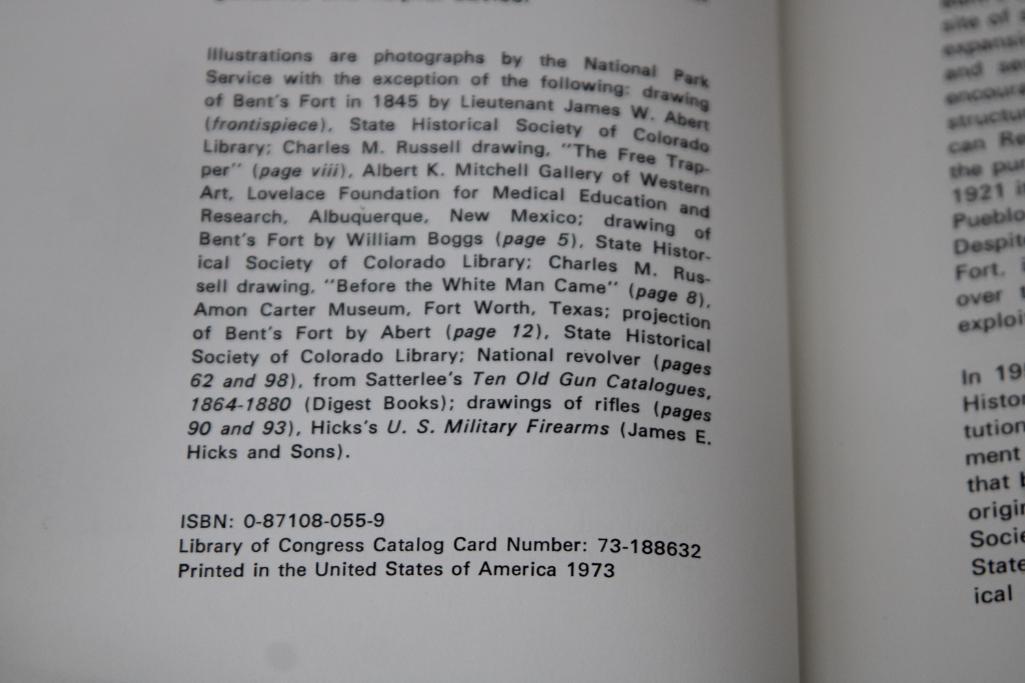 Illustrations are photographs by the National Park
Service with the exception of the following: drawing
of Bent's Fort in 1845 by Lieutenant James W. Abert
(frontispiece), State Historical Society of Colorado
Library; Charles M. Russell drawing, "The Free Trap-
per" (page viii), Albert K. Mitchell Gallery of Western
Art, Lovelace Foundation for Medical Education and
Research, Albuquerque, New Mexico; drawing of
Bent's Fort by William Boggs (page 5), State Histor-
ical Society of Colorado Library; Charles M. Rus-
sell drawing, "Before the White Man Came" (page 8),
Amon Carter Museum, Fort Worth, Texas; projection
of Bent's Fort by Abert (page 12), State Historical
Society of Colorado Library; National revolver (pages
62 and 98), from Satterlee's Ten Old Gun Catalogues,
1864-1880 (Digest Books); drawings of rifles (pages
90 and 93), Hicks's U. S. Military Firearms (James E.
Hicks and Sons).
ISBN: 0-87108-055-9
Library of Congress Catalog Card Number: 73-188632
Printed in the United States of America 1973
site of
expansi
and se
encoura
structu
can Re
the pu
1921 i
Pueblo
Despit
Fort,
over
exploi
In 19
Histor
tution
ment
that b
origin
Socie
State
ical